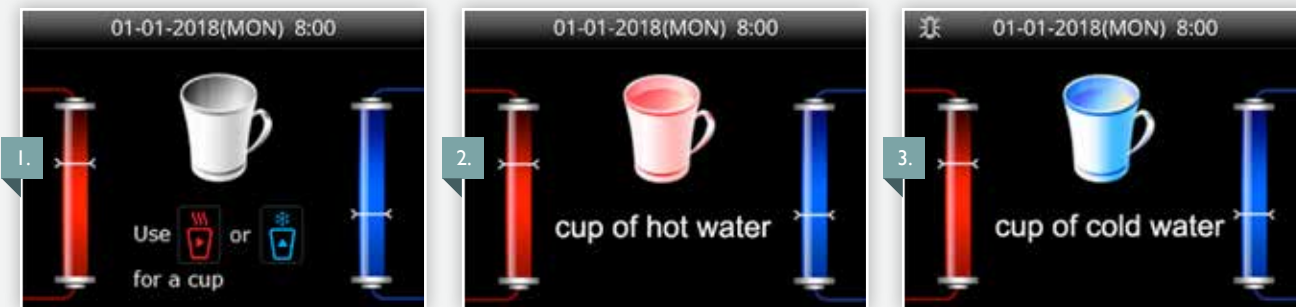 1.
01-01-2018(MON) 8:00
Use or
for a cup
2.
01-01-2018(MON) 8:00
cup of hot water
3.
01-01-2018(MON) 8:00
cup of cold water